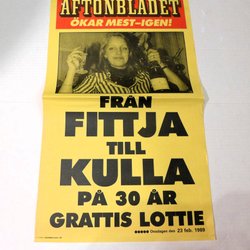 AFTONBLADET
ÖKAR MEST–IGEN!
FRÅN
FITTJA
TILL
KULLA
PÅ 30 ÅR
GRATTIS LOTTIE
●●●●● Onsdagen den 22 feb. 1989